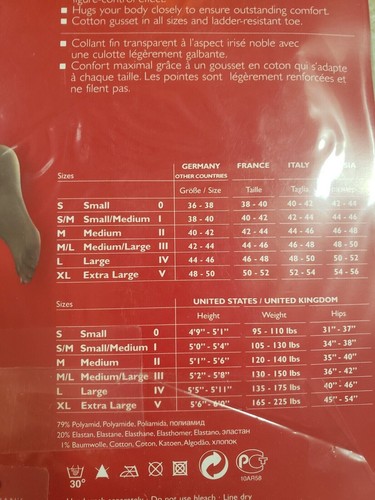 figure-control effect.
■ Hugs your body closely to ensure outstanding comfort.
■ Cotton gusset in all sizes and ladder-resistant toe.
■ Collant fin transparent à l'aspect irisé noble avec
une culotte légèrement galbante.
■ Confort maximal grâce à un gousset en coton qui s'adapte
à chaque taille. Les pointes sont légèrement renforcées et
ne filent pas.
Sizes GERMANY OTHER COUNTRIES FRANCE ITALY
Größe / Size Taille Taglia
S Small 0 36 - 38 38 - 40 40 - 42 42 - 44
S/M Small/Medium I 38 - 40 40 - 42 42 - 44 44 - 46
M Medium II 40 - 42 42 - 44 44 - 46 46 - 48
M/L Medium/Large III 42 - 44 44 - 46 46 - 48 48 - 50
L Large IV 44 - 46 46 - 48 48 - 50 50 - 52
XL Extra Large V 48 - 50 50 - 52 52 - 54 54 - 56
Sizes UNITED STATES / UNITED KINGDOM
Height Weight Hips
S Small 0 4'9" - 5'1" 95 - 110 lbs 31" - 37"
S/M Small/Medium I 5'0" - 5'4" 105 - 130 lbs 34" - 38"
M Medium II 5'1" - 5'6" 120 - 140 lbs 35" - 40"
M/L Medium/Large III 5'2" - 5'8" 130 - 150 lbs 36" - 42"
L Large IV 5'5" - 5'11" 135 - 175 lbs 40" - 46"
XL Extra Large V 5'6" - 6'0" 165 - 225 lbs 45" - 54"
79% Polyamid, Polyamide, Poliamida, полиамид
20% Elastan, Elastane, Elasthane, Elasthomer, Elastano, эластан
1% Baumwolle, Cotton, Coton, Katoen, Algodão, хлопок
30°
10AR58
Do not bleach · Line dry